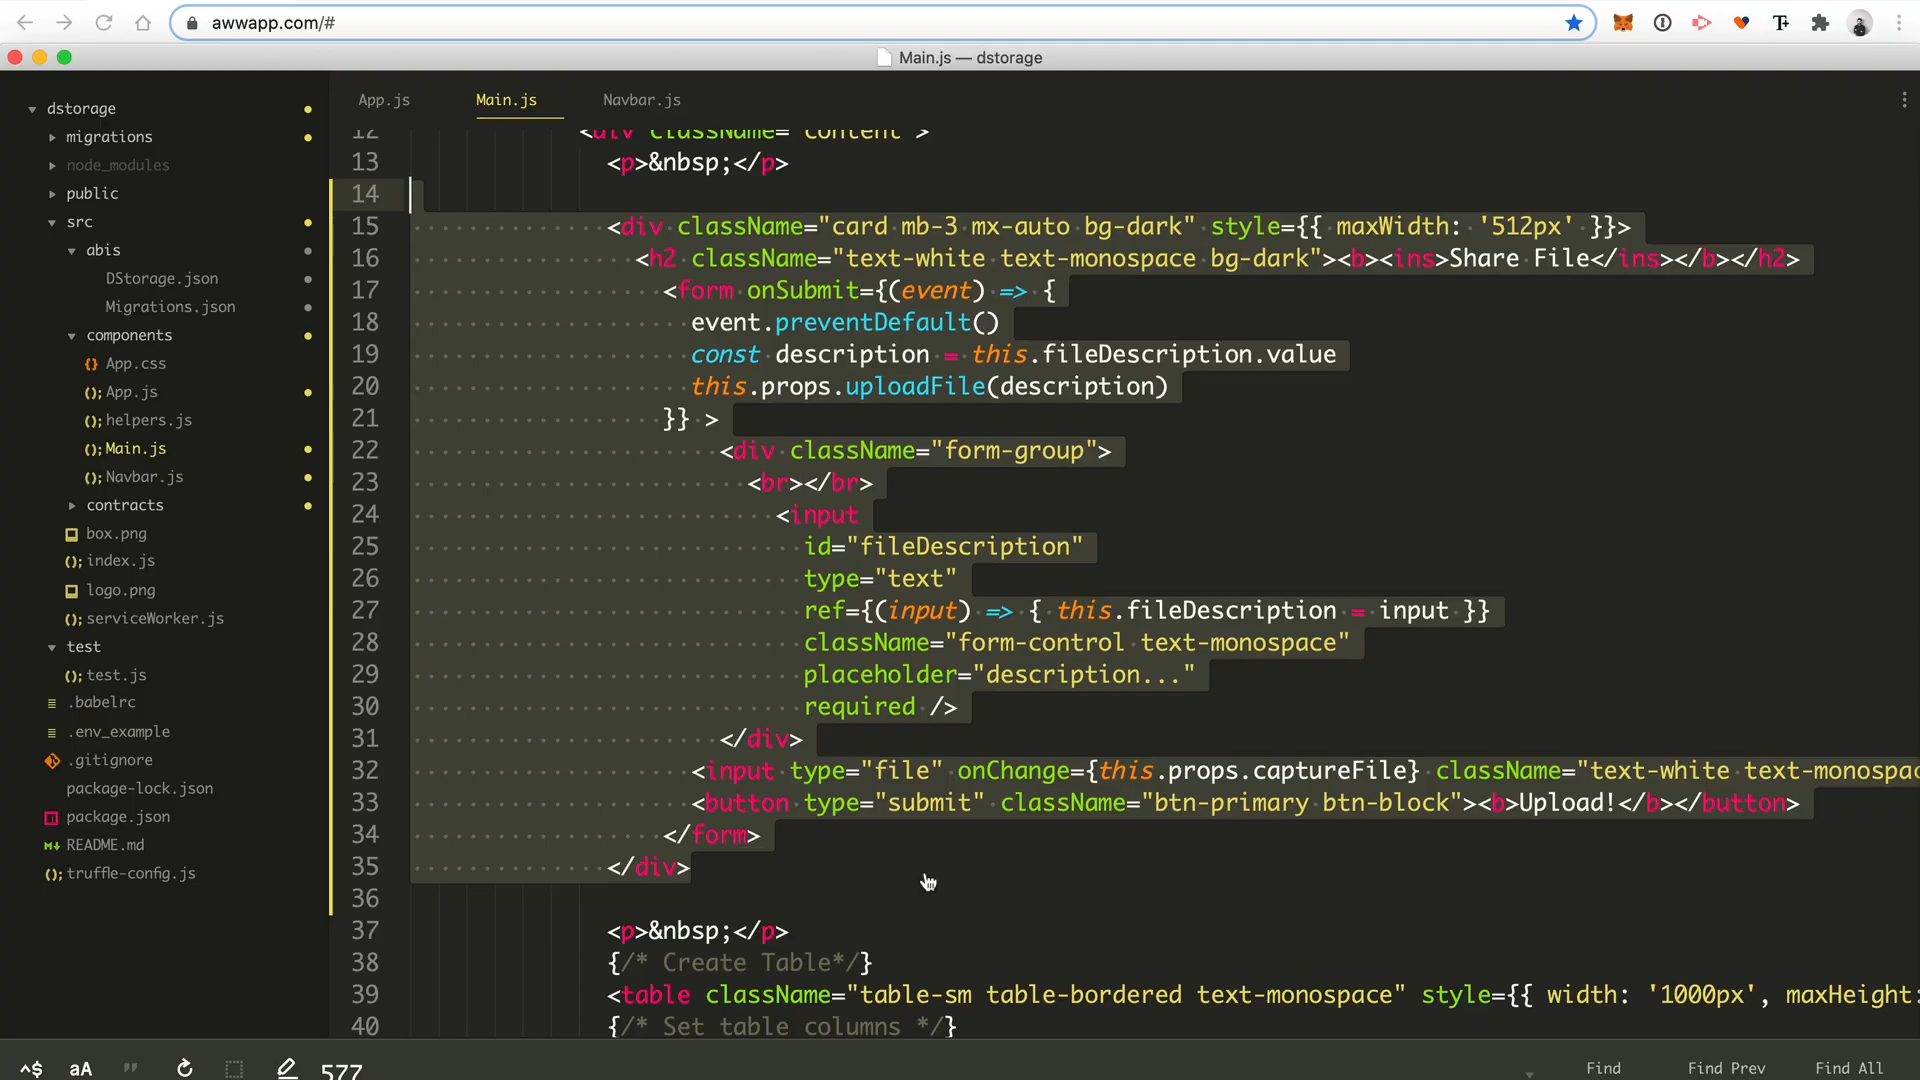 awwapp.com/#
Main.js — dstorage
dstorage
migrations
node_modules
public
src
abis
DStorage.json
Migrations.json
components
App.css
App.js
helpers.js
Main.js
Navbar.js
contracts
box.png
index.js
logo.png
serviceWorker.js
test
test.js
.babelrc
.env_example
.gitignore
package-lock.json
package.json
README.md
truffle-config.js
App.js Main.js Navbar.js
12 <div className="content">
13 <p>&nbsp;</p>
14
15 <div className="card mb-3 mx-auto bg-dark" style={{ maxWidth: '512px' }}>
16 <h2 className="text-white text-monospace bg-dark"><b><ins>Share File</ins></b></h2>
17 <form onSubmit={(event) => {
18 event.preventDefault()
19 const description = this.fileDescription.value
20 this.props.uploadFile(description)
21 }} >
22 <div className="form-group">
23 <br></br>
24 <input
25 id="fileDescription"
26 type="text"
27 ref={(input) => { this.fileDescription = input }}
28 className="form-control text-monospace"
29 placeholder="description..."
30 required />
31 </div>
32 <input type="file" onChange={this.props.captureFile} className="text-white text-monospac
33 <button type="submit" className="btn-primary btn-block"><b>Upload!</b></button>
34 </form>
35 </div>
36
37 <p>&nbsp;</p>
38 {/* Create Table*/}
39 <table className="table-sm table-bordered text-monospace" style={{ width: '1000px', maxHeight:
40 {/* Set table columns */}
^$ aA " 577 Find Find Prev Find All